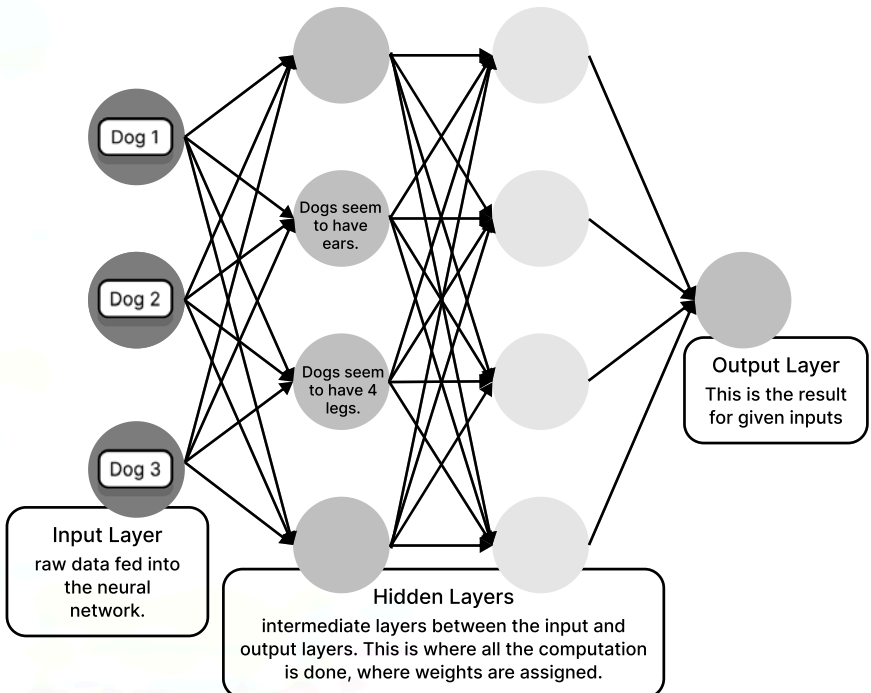 Dog 1
Dog 2
Dog 3
Input Layer
raw data fed into
the neural
network.
Dogs seem
to have
ears.
Dogs seem
to have 4
legs.
Hidden Layers
intermediate layers between the input and
output layers. This is where all the computation
is done, where weights are assigned.
Output Layer
This is the result
for given inputs